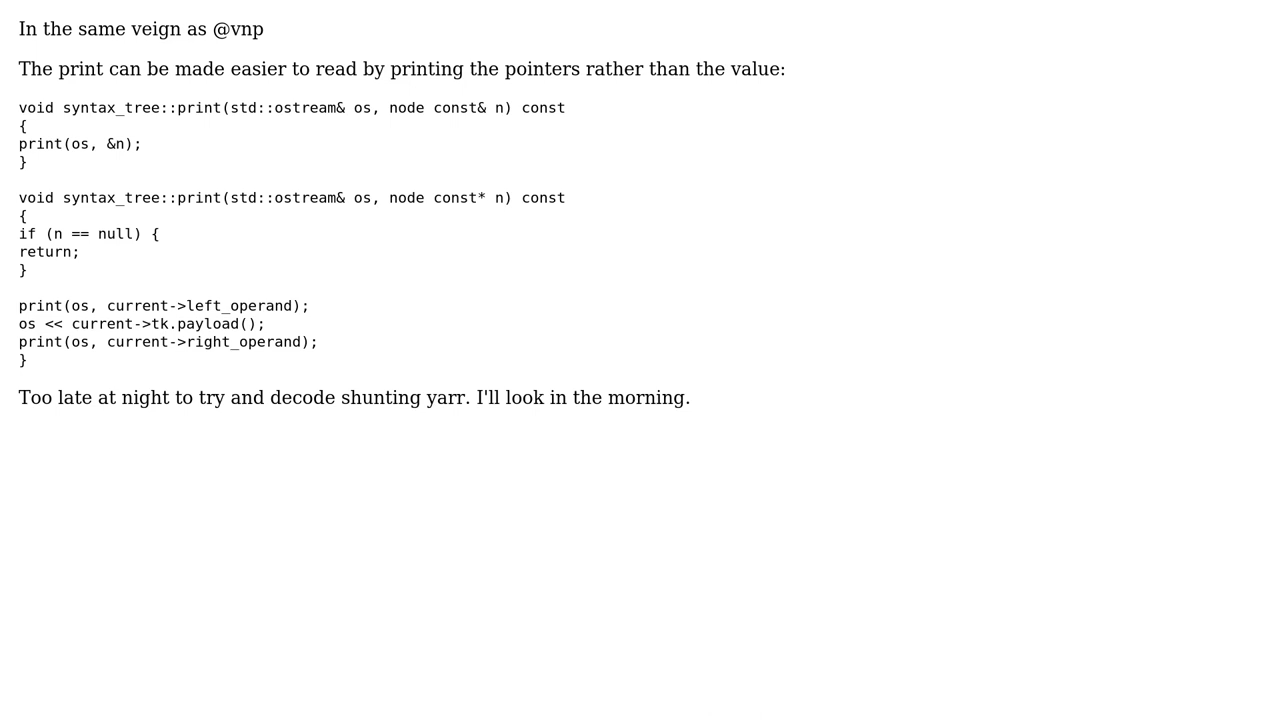 In the same veign as @vnp
The print can be made easier to read by printing the pointers rather than the value:
void syntax_tree::print(std::ostream& os, node const& n) const
{
print(os, &n);
}
void syntax_tree::print(std::ostream& os, node const* n) const
{
if (n == null) {
return;
}
print(os, current->left_operand);
os << current->tk.payload();
print(os, current->right_operand);
}
Too late at night to try and decode shunting yarr. I'll look in the morning.